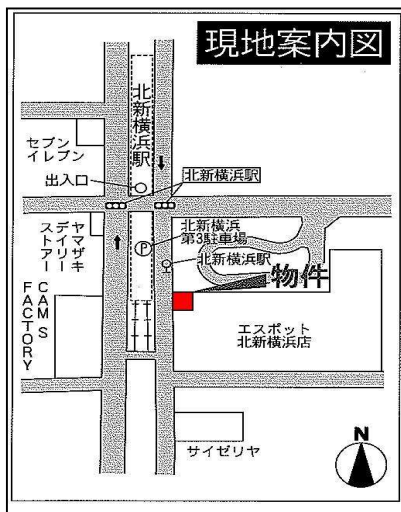 現地案内図
北新横浜駅
セブン
イレブン
出入口
北新横浜駅
ヤマザキ
デイリー
ストアー
P
北新横浜
第3駐車場
北新横浜駅
物件
CAM'S
FACTORY
エスポット
北新横浜店
サイゼリヤ
N